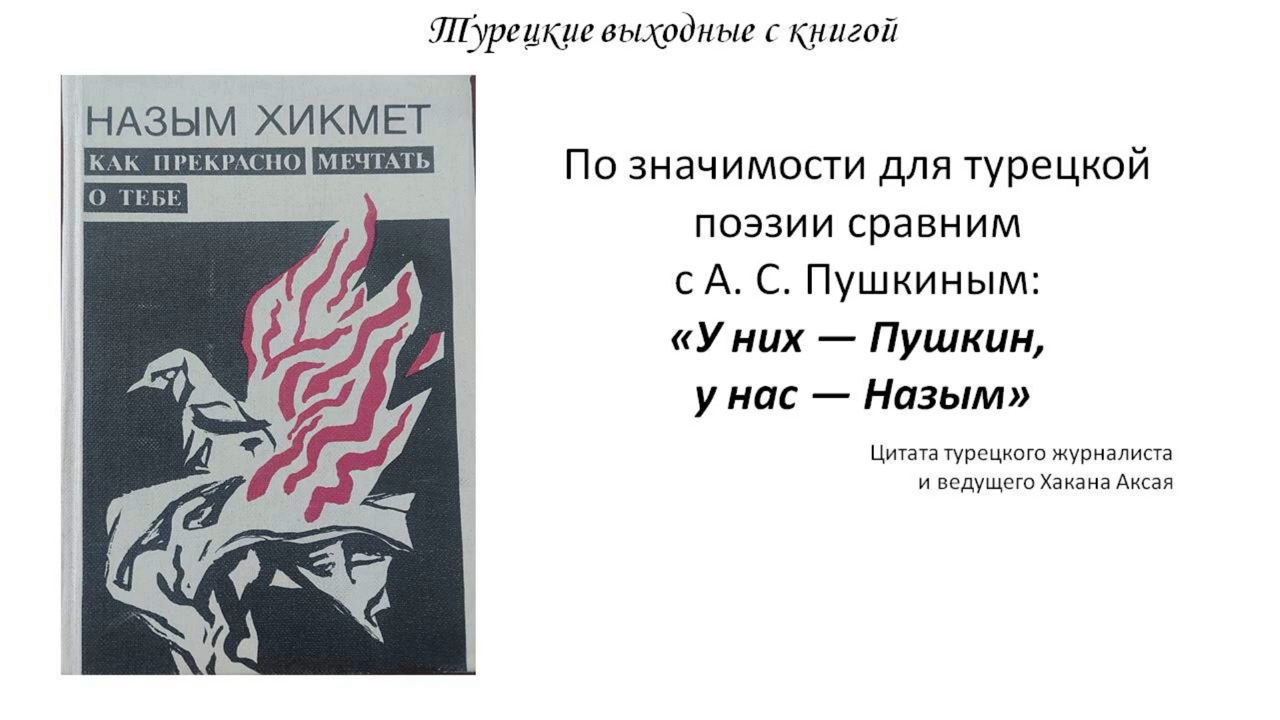 Турецкие выходные с книгой
НАЗЫМ ХИКМЕТ
КАК ПРЕКРАСНО МЕЧТАТЬ
О ТЕБЕ
По значимости для турецкой
поэзии сравним
с А. С. Пушкиным:
«У них — Пушкин,
у нас — Назым»
Цитата турецкого журналиста
и ведущего Хакана Аксая